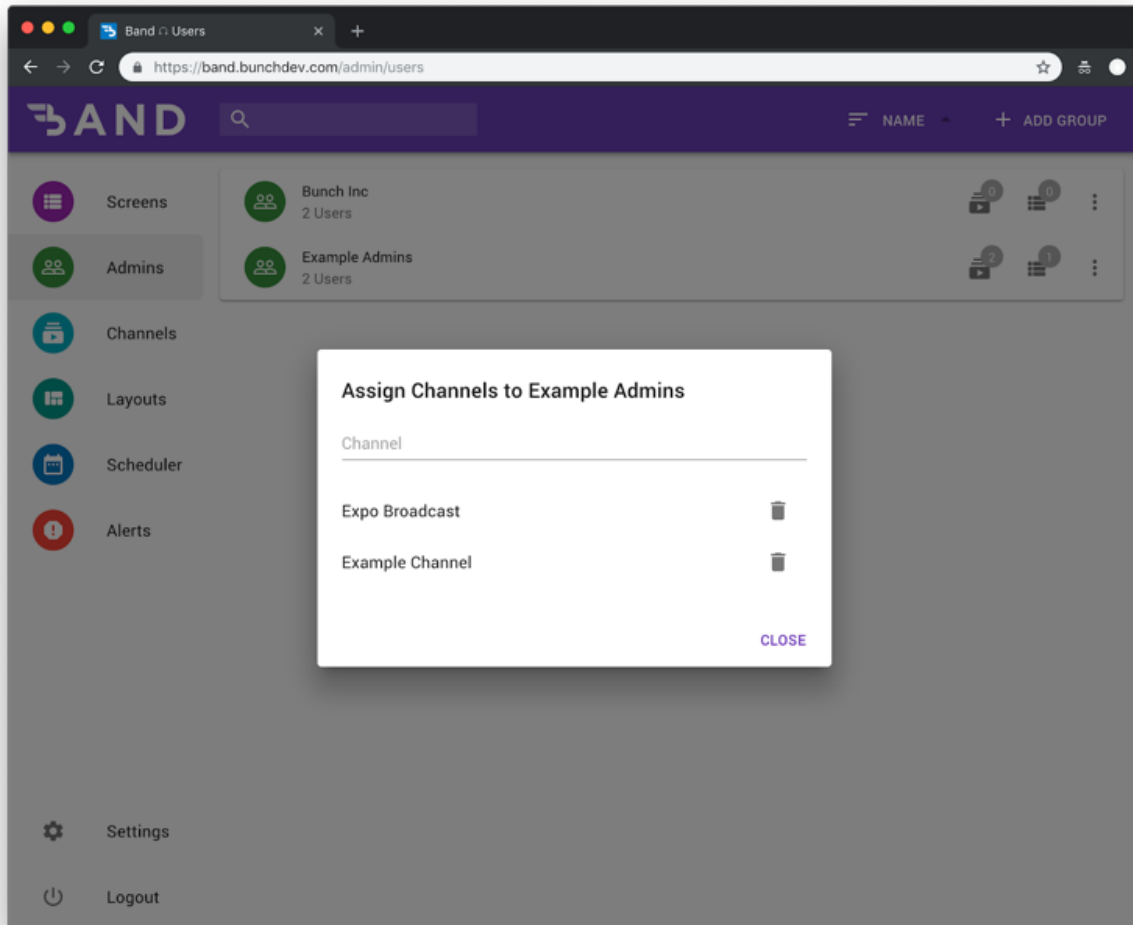 Band ∩ Users
https://band.bunchdev.com/admin/users
BAND
NAME
ADD GROUP
Screens
Admins
Channels
Layouts
Scheduler
Alerts
Settings
Logout
Bunch Inc
2 Users
0
0
Example Admins
2 Users
2
1
Assign Channels to Example Admins
Channel
Expo Broadcast
Example Channel
CLOSE